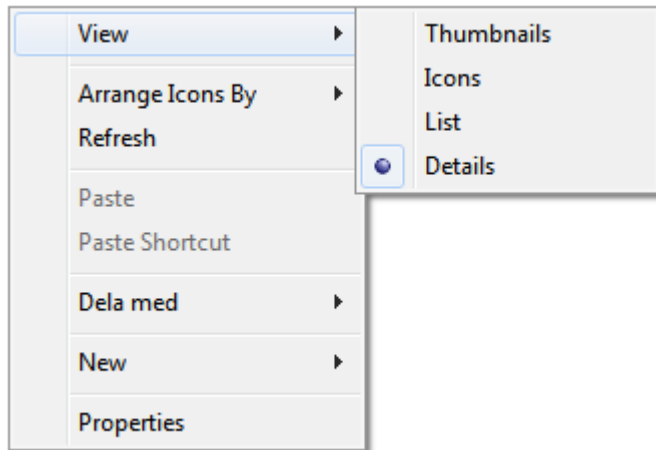 View
Arrange Icons By
Refresh
Paste
Paste Shortcut
Dela med
New
Properties
Thumbnails
Icons
List
Details